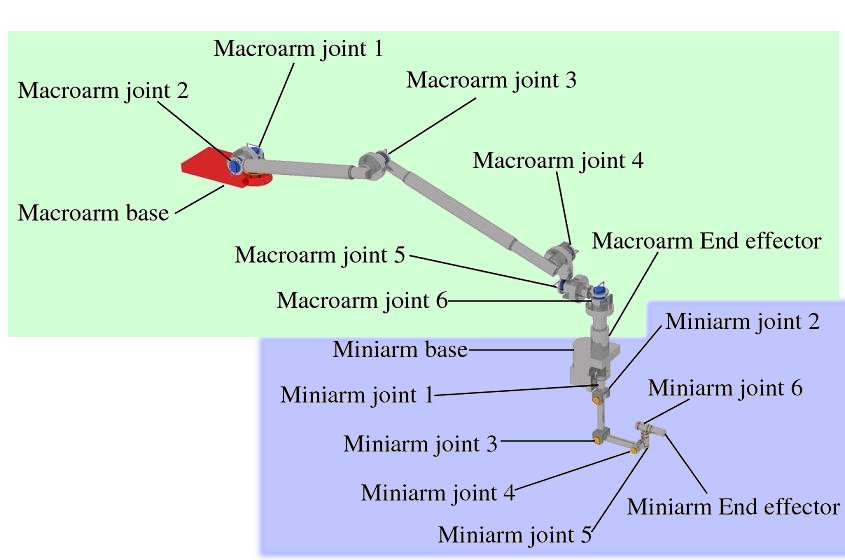 Macroarm joint 1
Macroarm joint 2
Macroarm joint 3
Macroarm joint 4
Macroarm base
Macroarm End effector
Macroarm joint 5
Macroarm joint 6
Miniarm joint 2
Miniarm base
Miniarm joint 1
Miniarm joint 6
Miniarm joint 3
Miniarm joint 4
Miniarm End effector
Miniarm joint 5